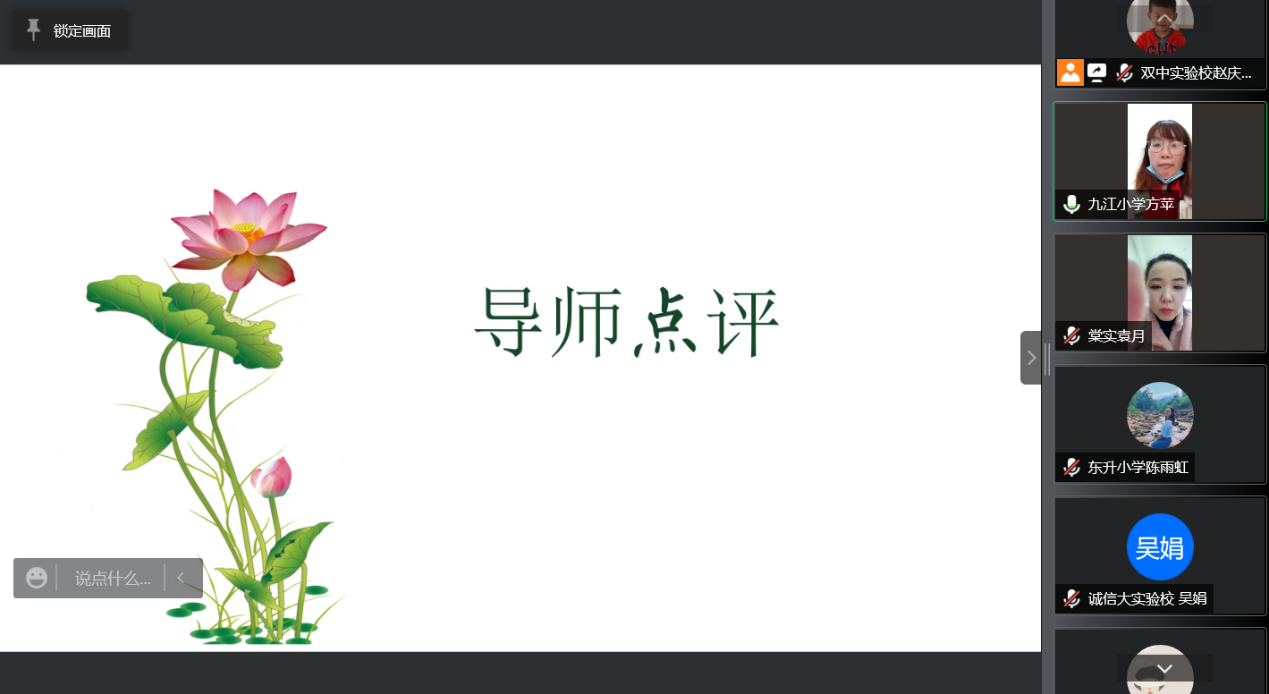 锁定画面
导师点评
说点什么...
双中实验校赵庆...
九江小学方苹
棠实袁月
东升小学陈雨虹
吴娟
诚信大实验校 吴娟